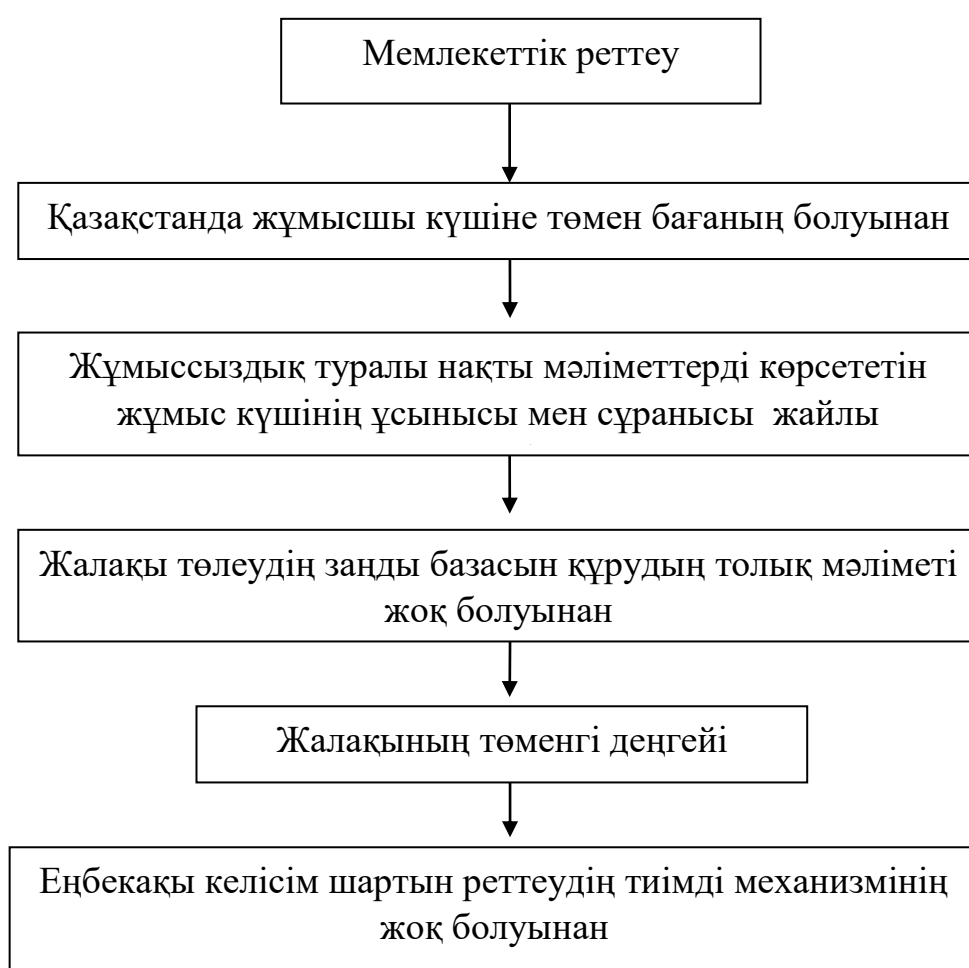 Мемлекеттік реттеу
Қазақстанда жұмысшы күшіне төмен бағаның болуынан
Жұмыссыздық туралы нақты мәліметтерді көрсететін
жұмыс күшінің ұсынысы мен сұранысы жайлы
Жалақы төлеудің заңды базасын құрудың толық мәліметі
жоқ болуынан
Жалақының төменгі деңгейі
Еңбекақы келісім шартын реттеудің тиімді механизмінің
жоқ болуынан